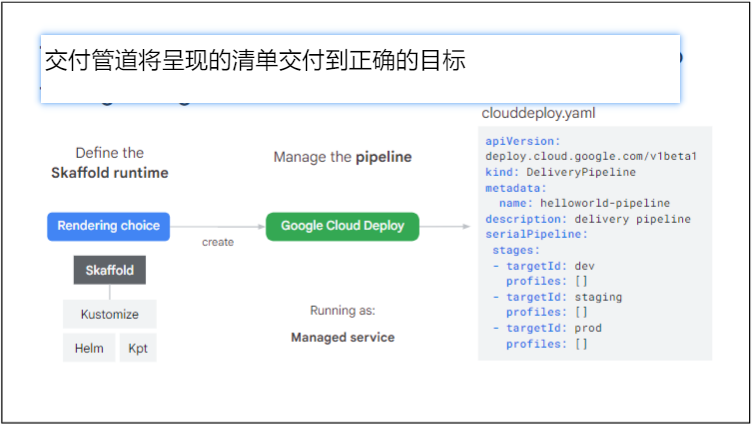 交付管道将呈现的清单交付到正确的目标
clouddeploy.yaml
Define the
Skaffold runtime
Manage the pipeline
Rendering choice
create
Google Cloud Deploy
Skaffold
Kustomize
Helm
Kpt
Running as:
Managed service
apiVersion:
deploy.cloud.google.com/v1beta1
kind: DeliveryPipeline
metadata:
name: helloworld-pipeline
description: delivery pipeline
serialPipeline:
stages:
- targetId: dev
profiles: []
- targetId: staging
profiles: []
- targetId: prod
profiles: []